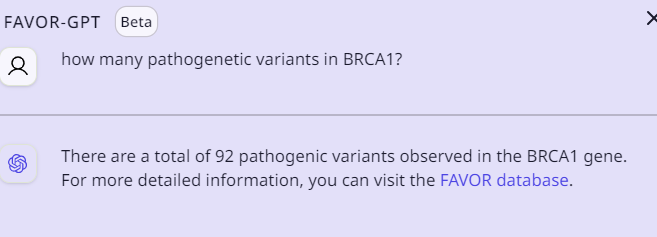 FAVOR-GPT Beta
how many pathogenetic variants in BRCA1?
There are a total of 92 pathogenic variants observed in the BRCA1 gene.
For more detailed information, you can visit the FAVOR database.